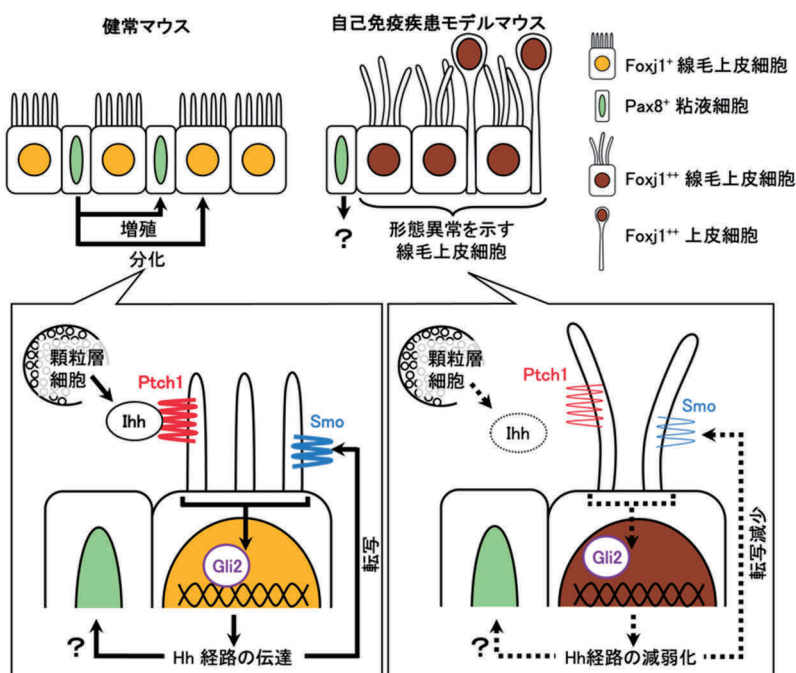 健常マウス
自己免疫疾患モデルマウス
Foxj1⁺ 線毛上皮細胞
Pax8⁺ 粘液細胞
Foxj1⁺⁺ 線毛上皮細胞
Foxj1⁺⁺ 上皮細胞
増殖
分化
?
形態異常を示す
線毛上皮細胞
顆粒層
細胞
Ptch1
Ihh
Smo
Gli2
転写
?
Hh 経路の伝達
顆粒層
細胞
Ptch1
Ihh
Smo
Gli2
転写減少
?
Hh経路の減弱化